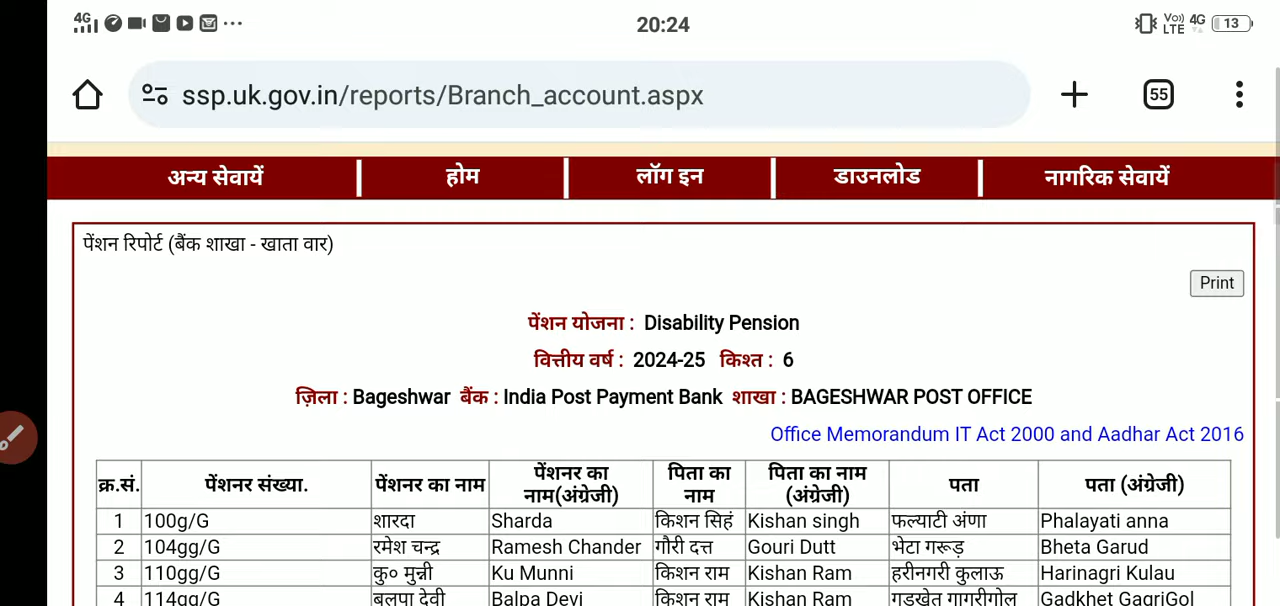 4G 20:24 Vo) LTE 4G 13
ssp.uk.gov.in/reports/Branch_account.aspx 55
अन्य सेवायें होम लॉग इन डाउनलोड नागरिक सेवायें
पेंशन रिपोर्ट (बैंक शाखा - खाता वार)
Print
पेंशन योजना : Disability Pension
वित्तीय वर्ष : 2024-25 किश्त : 6
ज़िला : Bageshwar बैंक : India Post Payment Bank शाखा : BAGESHWAR POST OFFICE
Office Memorandum IT Act 2000 and Aadhar Act 2016
क्र.सं. पेंशनर संख्या. पेंशनर का नाम पेंशनर का नाम(अंग्रेजी) पिता का नाम पिता का नाम (अंग्रेजी) पता पता (अंग्रेजी)
1 100g/G शारदा Sharda किशन सिहं Kishan singh फल्याटी अंणा Phalayati anna
2 104gg/G रमेश चन्द्र Ramesh Chander गौरी दत्त Gouri Dutt भेटा गरूड़ Bheta Garud
3 110gg/G कु० मुन्नी Ku Munni किशन राम Kishan Ram हरीनगरी कुलाऊ Harinagri Kulau
4 114gg/G बलपा देवी Balpa Devi किशन राम Kishan Ram गडखेत गागरीगोल Gadkhet GagriGol